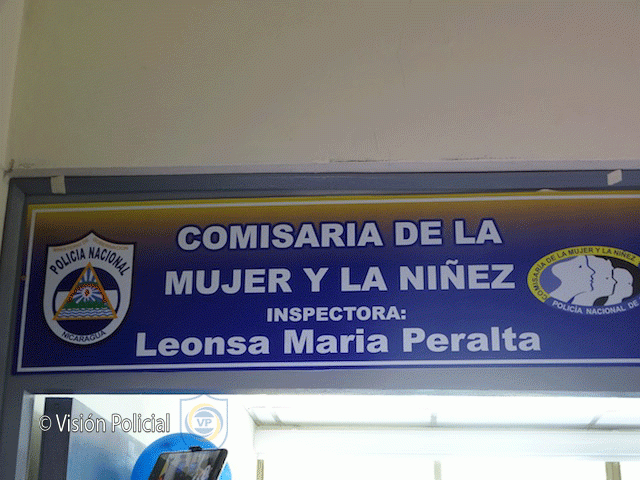 COMISARIA DE LA
MUJER Y LA NIÑEZ
INSPECTORA:
Leonsa Maria Peralta
POLICIA NACIONAL
NICARAGUA
COMISARIA DE LA MUJER Y LA NIÑEZ
POLICÍA NACIONAL DE
© Visión Policial
VP